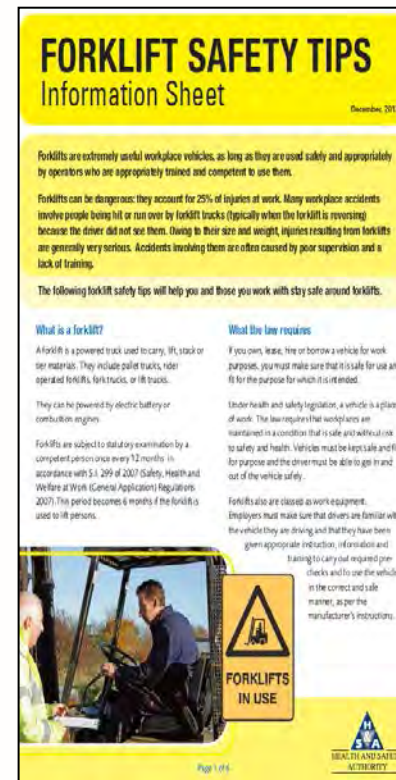 FORKLIFT SAFETY TIPS
Information Sheet
December, 201
Forklifts are extremely useful workplace vehicles, as long as they are used safely and appropriately
by operators who are appropriately trained and competent to use them.
Forklifts can be dangerous: they account for 25% of injuries at work. Many workplace accidents
involve people being hit or run over by forklift trucks (typically when the forklift is reversing)
because the driver did not see them. Owing to their size and weight, injuries resulting from forklifts
are generally very serious. Accidents involving them are often caused by poor supervision and a
lack of training.
The following forklift safety tips will help you and those you work with stay safe around forklifts.
What is a forklift?
A forklift is a powered truck used to carry, lift, stack or
tier materials. They include pallet trucks, rider
operated forklifts, fork trucks, or lift trucks.
They can be powered by electric battery or
combustion engines.
Forklifts are subject to statutory examination by a
competent person once every 12 months in
accordance with S.I. 299 of 2007 (Safety, Health and
Welfare at Work (General Application) Regulations
2007). This period becomes 6 months if the forklift is
used to lift persons.
What the law requires
If you own, lease, hire or borrow a vehicle for work
purposes, you must make sure that it is safe for use an
fit for the purpose for which it is intended.
Under health and safety legislation, a vehicle is a place
of work. The law requires that workplaces are
maintained in a condition that is safe and without risk
to safety and health. Vehicles must be kept safe and fi
for purpose and the driver must be able to get in and
out of the vehicle safely.
Forklifts also are classed as work equipment.
Employers must make sure that drivers are familiar wit
the vehicle they are driving and that they have been
given appropriate instruction, information and
training to carry out required pre-
checks and to use the vehicle
in the correct and safe
manner, as per the
manufacturer's instructions.
FORKLIFTS
IN USE
Page 1 of 6
H
S A
HEALTH AND SAFE
AUTHORITY